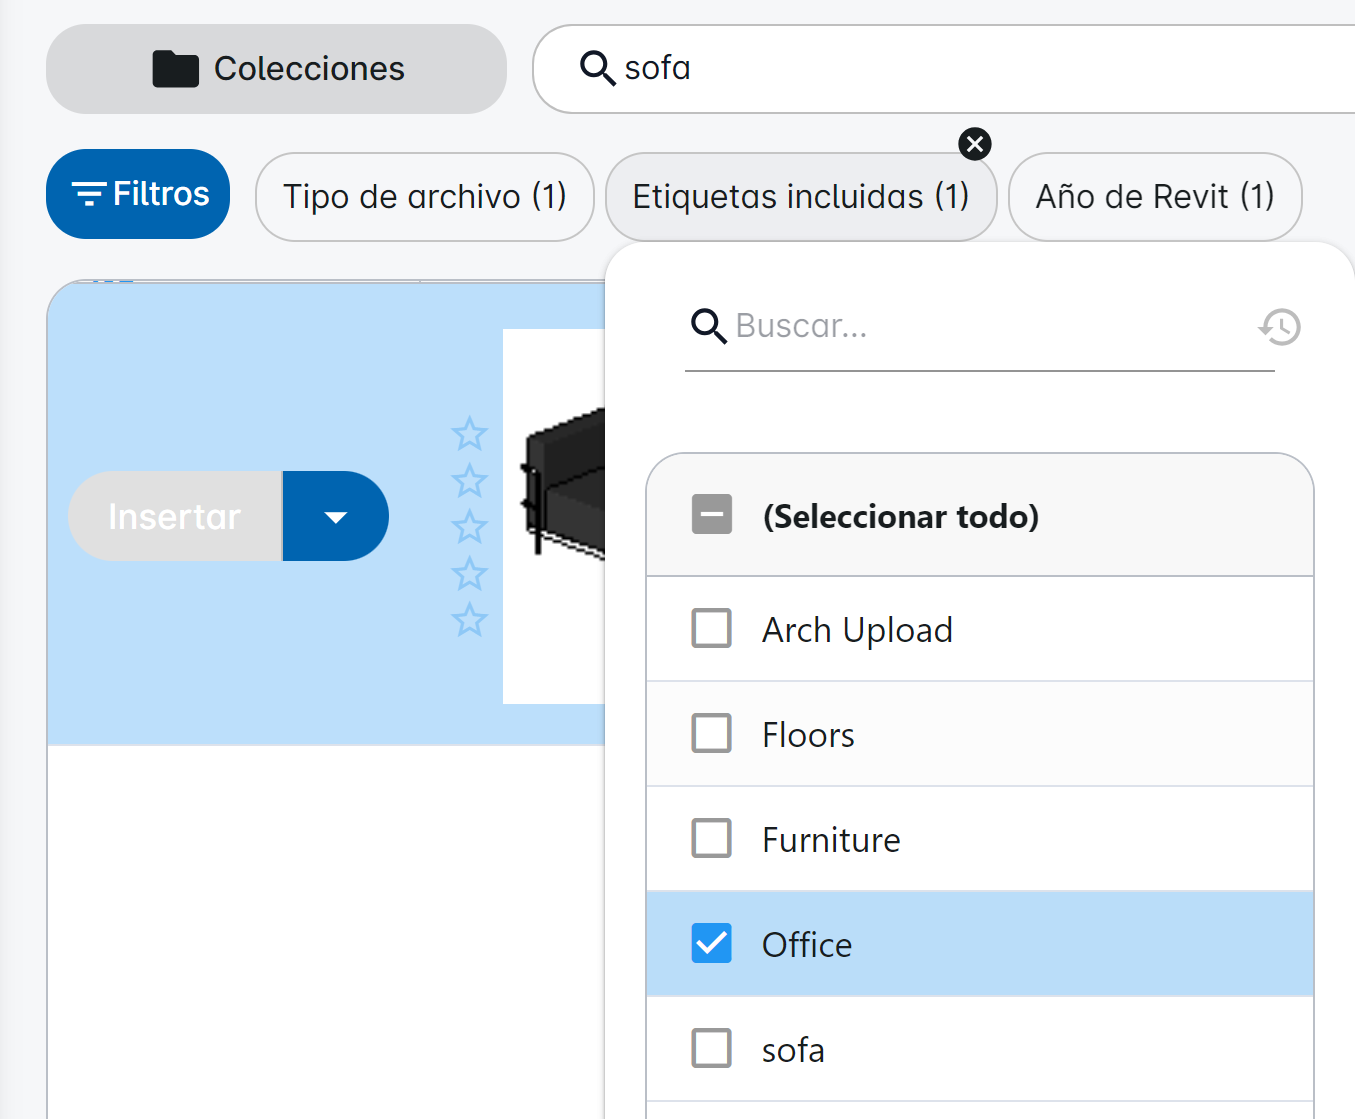 Colecciones
sofa
Filtros
Tipo de archivo (1)
Etiquetas incluidas (1)
Año de Revit (1)
Buscar...
Insertar
(Seleccionar todo)
Arch Upload
Floors
Furniture
Office
sofa